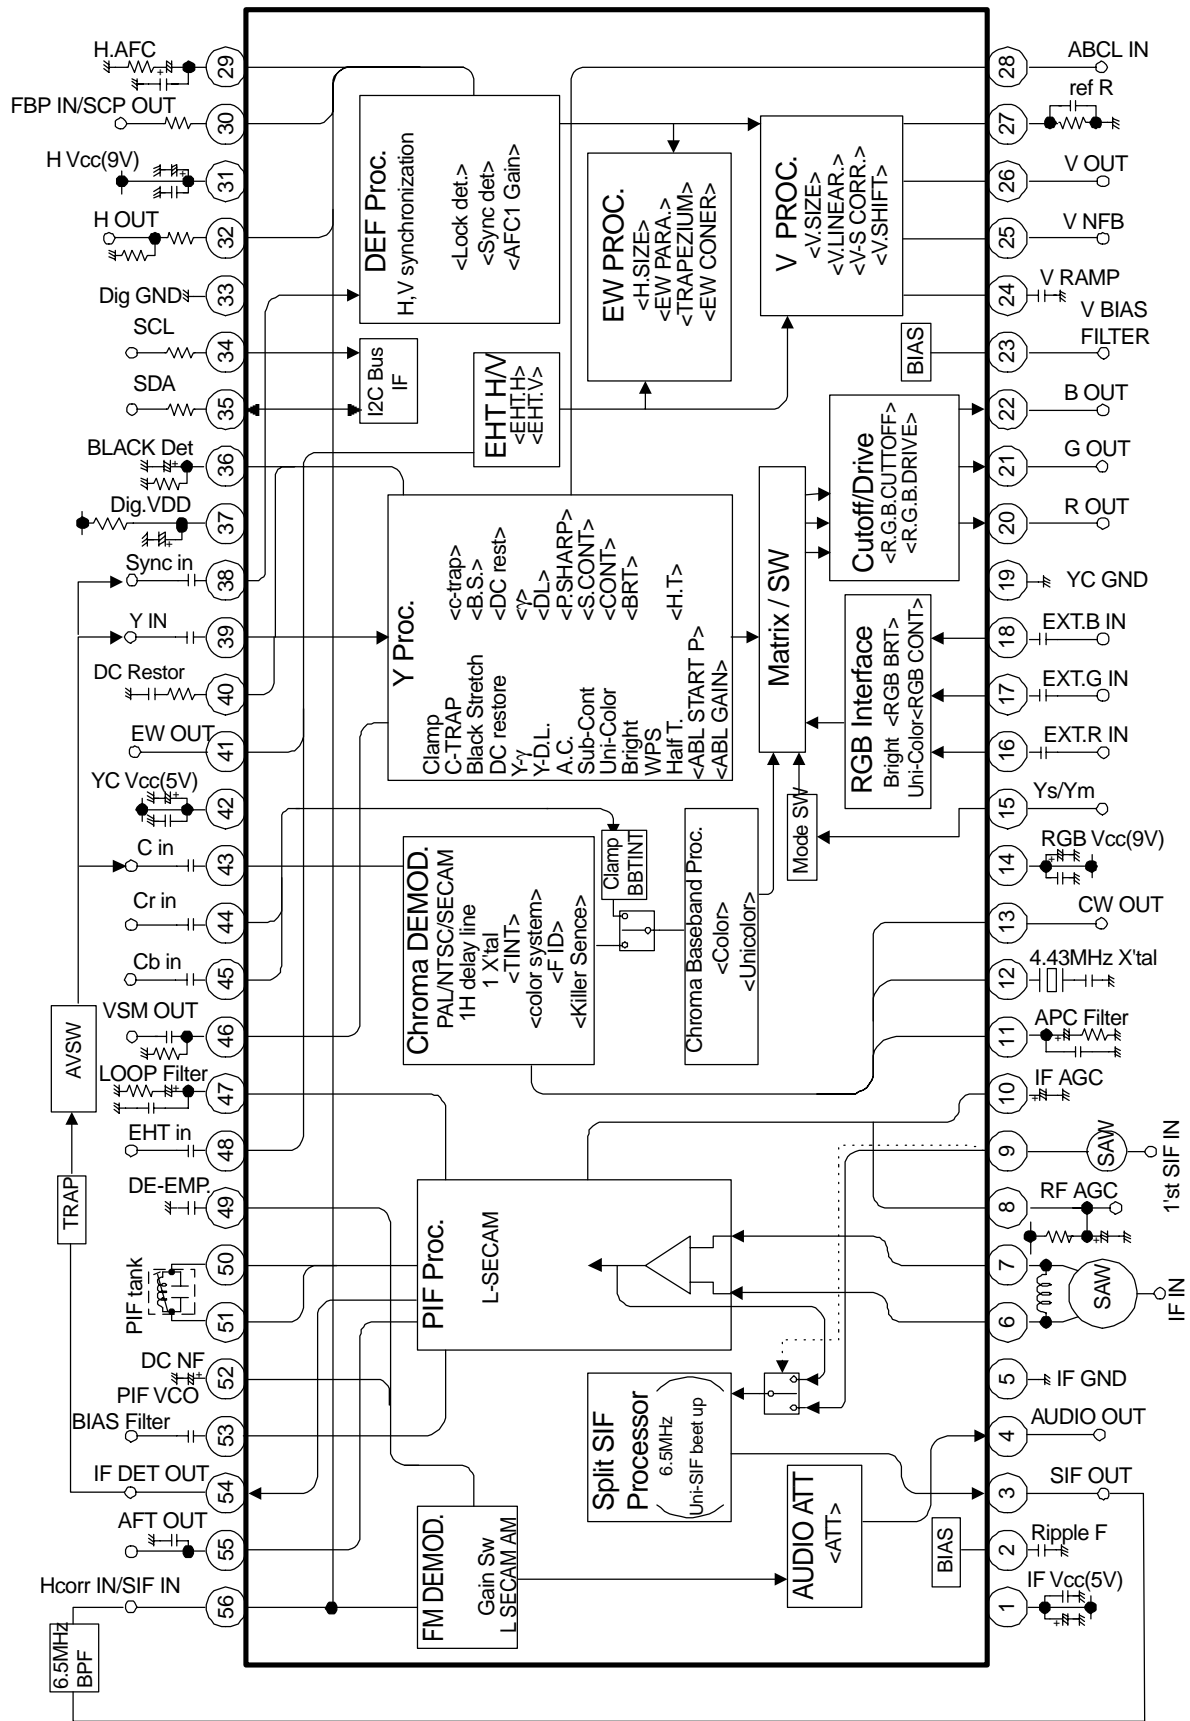 H.AFC
29
FBP IN/SCP OUT
30
H Vcc(9V)
31
H OUT
32
Dig GND
33
SCL
34
SDA
35
BLACK Det
36
Dig.VDD
37
Sync in
38
Y IN
39
DC Restor
40
EW OUT
41
YC Vcc(5V)
42
C in
43
Cr in
44
Cb in
45
VSM OUT
46
LOOP Filter
47
EHT in
48
DE-EMP.
49
PIF tank
50
51
DC NF
52
PIF VCO
BIAS Filter
53
IF DET OUT
54
AFT OUT
55
Hcorr IN/SIF IN
56
AVSW
TRAP
6.5MHz
BPF
DEF Proc.
H,V synchronization
<Lock det.>
<Sync det>
<AFC1 Gain>
I2C Bus
IF
EW PROC.
<H.SIZE>
<EW PARA.>
<TRAPEZIUM>
<EW CONER>
V PROC.
<V.SIZE>
<V.LINEAR.>
<V-S CORR.>
<V.SHIFT>
EHT H/V
<EHT.H>
<EHT.V>
BIAS
Y Proc.
Clamp
C-TRAP <c-trap>
Black Stretch <B.S.>
DC restore <DC rest>
Y-γ <γ>
Y-D.L. <DL>
A.C. <P.SHARP>
Sub-Cont <S.CONT>
Uni-Color <CONT>
Bright <BRT>
WPS
Half T. <H.T>
<ABL START P>
<ABL GAIN>
Matrix / SW
Cutoff/Drive
<R.G.B.CUTTOFF>
<R.G.B.DRIVE>
RGB Interface
Bright <RGB BRT>
Uni-Color<RGB CONT>
Mode SW
Chroma DEMOD.
PAL/NTSC/SECAM
1H delay line
1 X'tal
<TINT>
<color system>
<F ID>
<Killer Sence>
Clamp
BBTINT
Chroma Baseband Proc.
<Color>
<Unicolor>
PIF Proc.
L-SECAM
Split SIF
Processor
6.5MHz
Uni-SIF beet up
FM DEMOD.
Gain Sw
L SECAM AM
AUDIO ATT
<ATT>
BIAS
28
ABCL IN
27
ref R
26
V OUT
25
V NFB
24
V RAMP
23
V BIAS
FILTER
22
B OUT
21
G OUT
20
R OUT
19
YC GND
18
EXT.B IN
17
EXT.G IN
16
EXT.R IN
15
Ys/Ym
14
RGB Vcc(9V)
13
CW OUT
12
4.43MHz X'tal
11
APC Filter
10
IF AGC
9
SAW
1'st SIF IN
8
RF AGC
7
6
SAW
IF IN
5
IF GND
4
AUDIO OUT
3
SIF OUT
2
Ripple F
1
IF Vcc(5V)